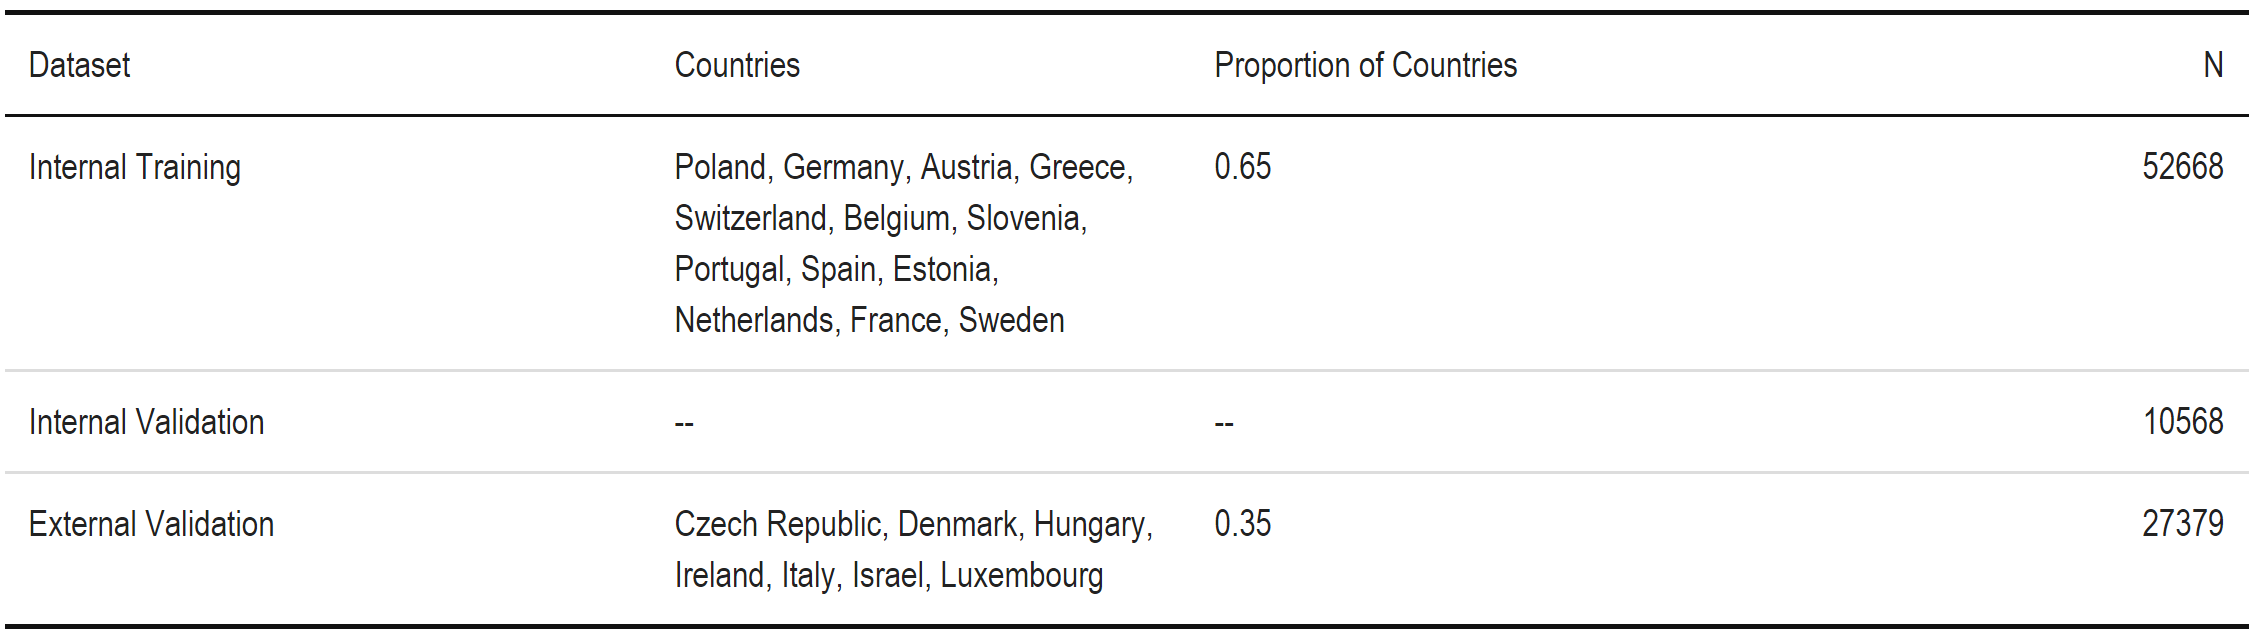 Dataset Countries Proportion of Countries N
Internal Training Poland, Germany, Austria, Greece, 0.65 52668
Switzerland, Belgium, Slovenia,
Portugal, Spain, Estonia,
Netherlands, France, Sweden
Internal Validation -- -- 10568
External Validation Czech Republic, Denmark, Hungary, 0.35 27379
Ireland, Italy, Israel, Luxembourg